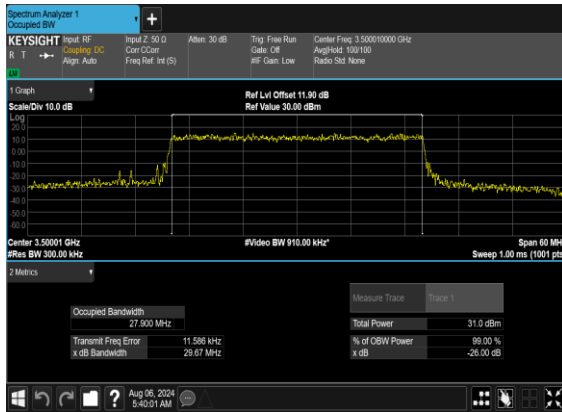 Spectrum Analyzer 1
Occupied BW
KEYSIGHT Input: RF Input Z: 50 Ω Atten: 30 dB Trig: Free Run Center Freq: 3.500010000 GHz
R T Coupling: DC Corr CCorr Gate: Off Avg|Hold: 100/100
Align: Auto Freq Ref: Int (S) #IF Gain: Low Radio Std: None
LXI
1 Graph
Ref Lvl Offset 11.90 dB
Scale/Div 10.0 dB Ref Value 30.00 dBm
Log
20.0
10.0
0.00
-10.0
-20.0
-30.0
-40.0
-50.0
-60.0
Center 3.50001 GHz #Video BW 910.00 kHz* Span 60 MH
#Res BW 300.00 kHz Sweep 1.00 ms (1001 pts
2 Metrics
Measure Trace Trace 1
Occupied Bandwidth
27.900 MHz Total Power 31.0 dBm
Transmit Freq Error 11.586 kHz % of OBW Power 99.00 %
x dB Bandwidth 29.67 MHz x dB -26.00 dB
Aug 06, 2024
5:40:01 AM